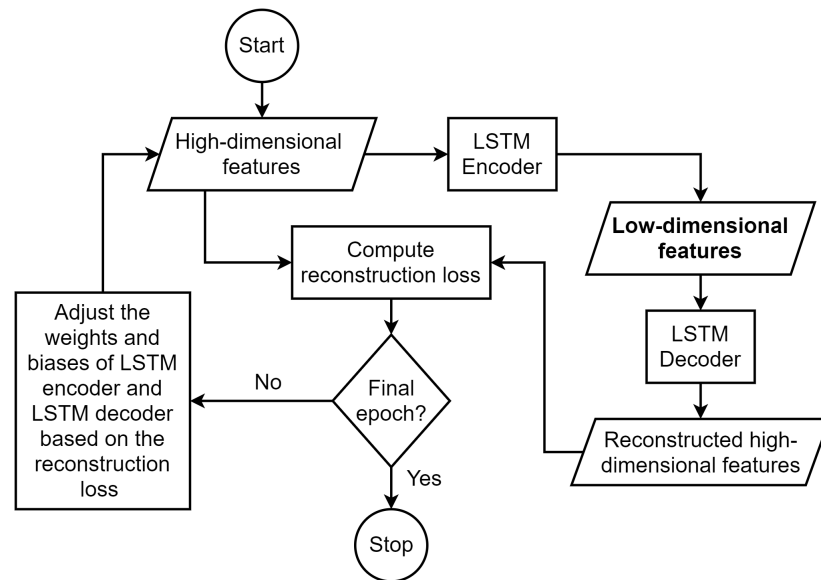 Start
High-dimensional
features
LSTM
Encoder
Low-dimensional
features
Compute
reconstruction loss
LSTM
Decoder
Adjust the
weights and
biases of LSTM
encoder and
LSTM decoder
based on the
reconstruction
loss
No
Final
epoch?
Reconstructed high-
dimensional features
Yes
Stop